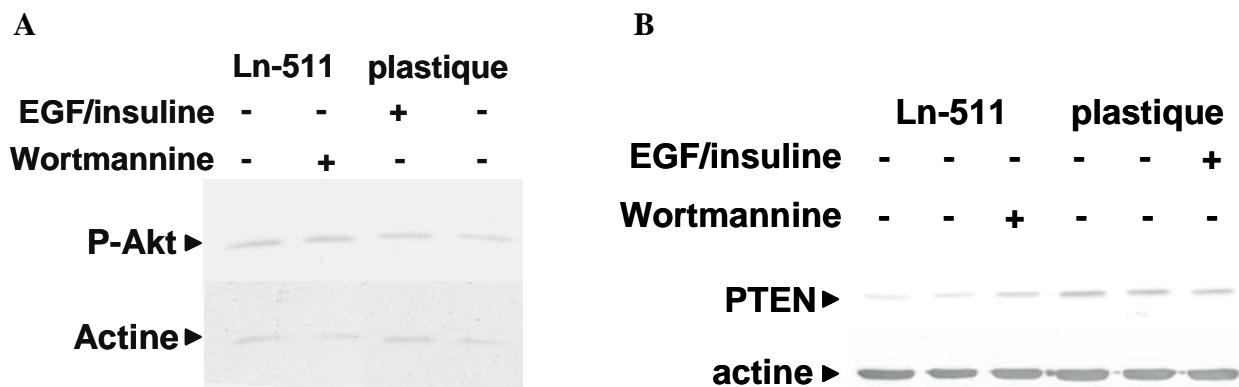 A
Ln-511 plastique
EGF/insuline - - + -
Wortmannine - + - -
P-Akt
Actine
B
Ln-511 plastique
EGF/insuline - - - - - +
Wortmannine - - + - - -
PTEN
actine